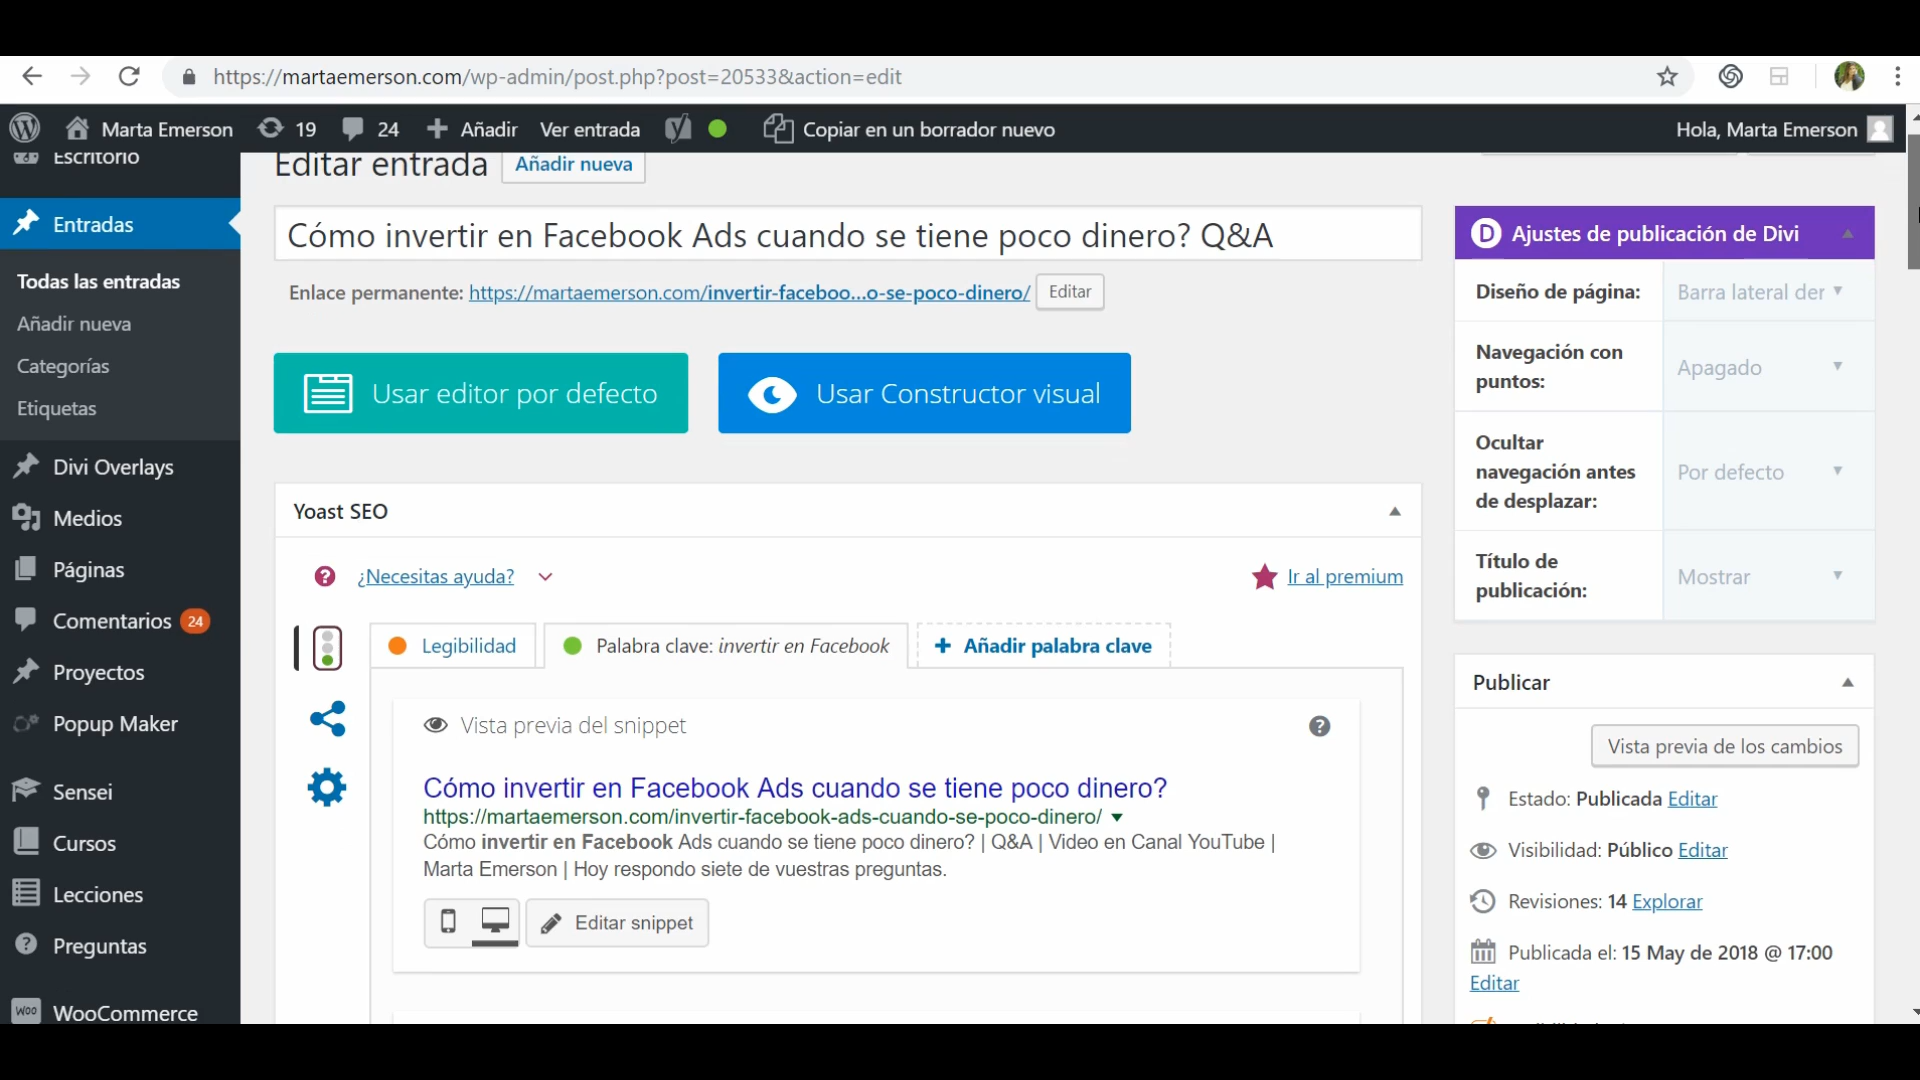 https://martaemerson.com/wp-admin/post.php?post=20533&action=edit
Marta Emerson 19 24 Añadir Ver entrada Copiar en un borrador nuevo Hola, Marta Emerson
Escritorio
Entradas
Todas las entradas
Añadir nueva
Categorías
Etiquetas
Divi Overlays
Medios
Páginas
Comentarios 24
Proyectos
Popup Maker
Sensei
Cursos
Lecciones
Preguntas
WOO WooCommerce
Editar entrada Añadir nueva
Cómo invertir en Facebook Ads cuando se tiene poco dinero? Q&A
Enlace permanente: https://martaemerson.com/invertir-faceboo...o-se-poco-dinero/ Editar
Usar editor por defecto
Usar Constructor visual
Yoast SEO
¿Necesitas ayuda?
Ir al premium
Legibilidad
Palabra clave: invertir en Facebook
Añadir palabra clave
Vista previa del snippet
Cómo invertir en Facebook Ads cuando se tiene poco dinero?
https://martaemerson.com/invertir-facebook-ads-cuando-se-poco-dinero/
Cómo invertir en Facebook Ads cuando se tiene poco dinero? | Q&A | Video en Canal YouTube |
Marta Emerson | Hoy respondo siete de vuestras preguntas.
Editar snippet
D Ajustes de publicación de Divi
Diseño de página: Barra lateral der
Navegación con
puntos:
Apagado
Ocultar
navegación antes
de desplazar:
Por defecto
Título de
publicación:
Mostrar
Publicar
Vista previa de los cambios
Estado: Publicada Editar
Visibilidad: Público Editar
Revisiones: 14 Explorar
Publicada el: 15 May de 2018 @ 17:00
Editar